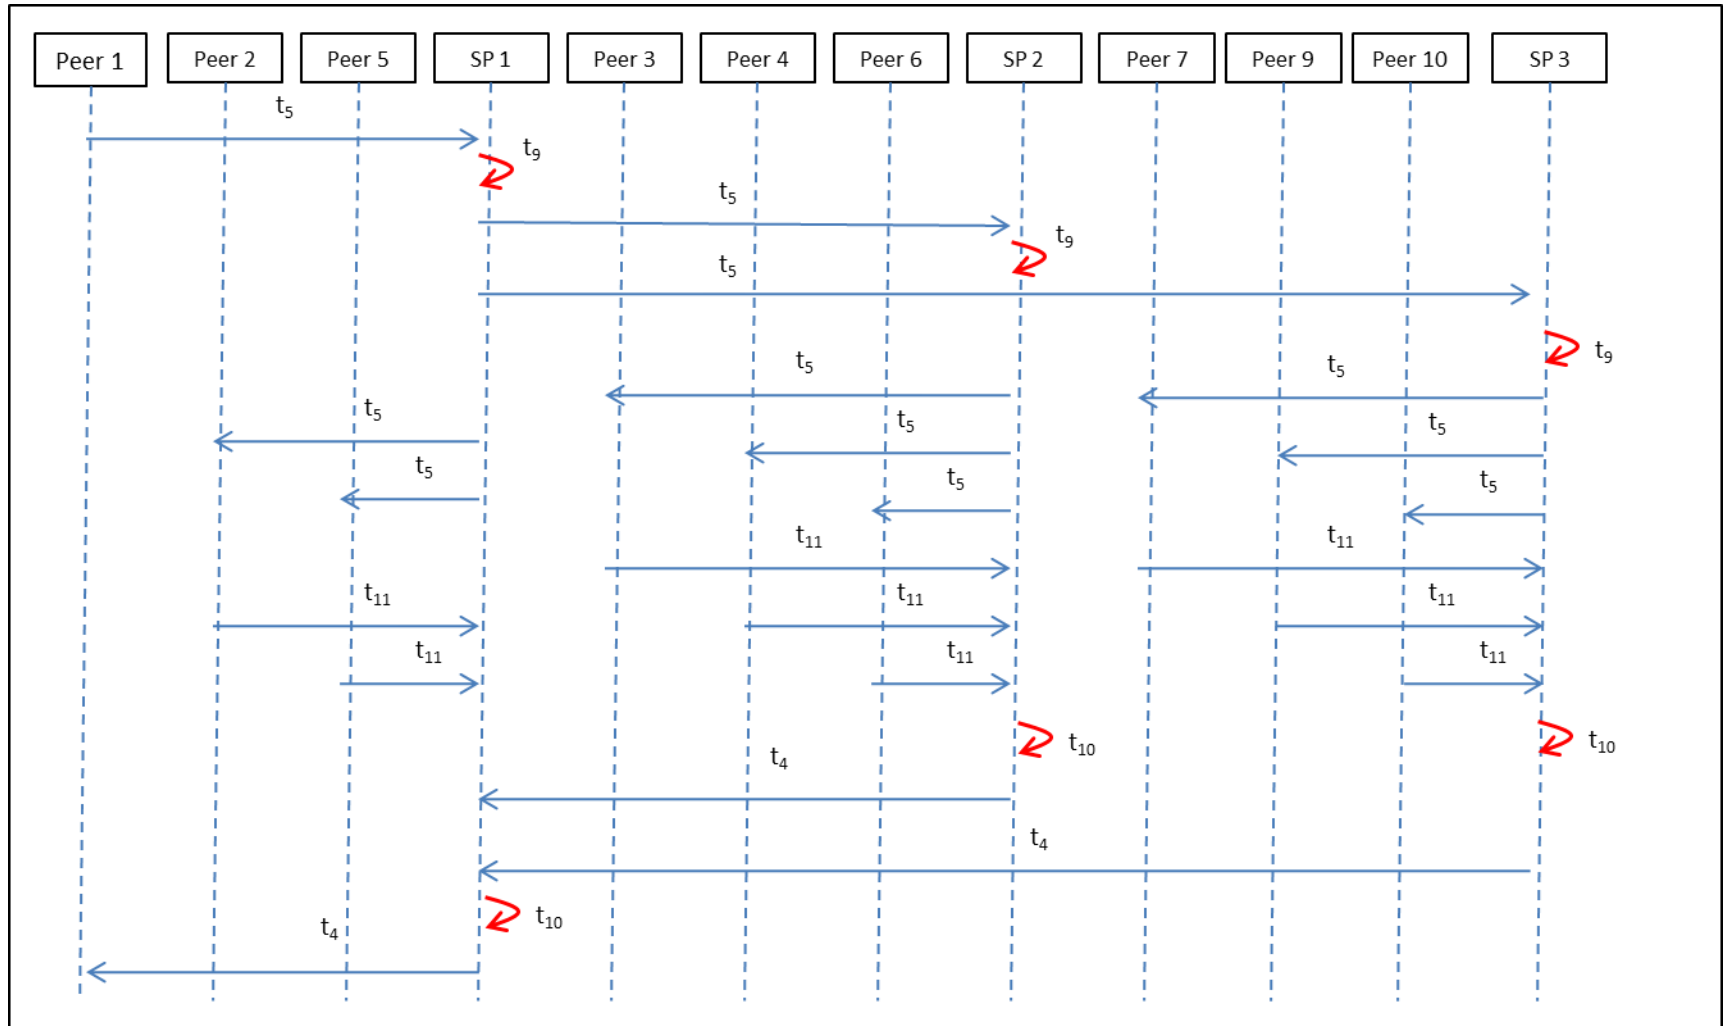 Peer 1 Peer 2 Peer 5 SP 1 Peer 3 Peer 4 Peer 6 SP 2 Peer 7 Peer 9 Peer 10 SP 3
t5
t9
t5
t9
t5
t9
t5 t5
t5 t5 t5
t5 t5 t5
t11 t11
t11 t11 t11
t11 t11 t11
t10 t10
t4
t4
t10
t4